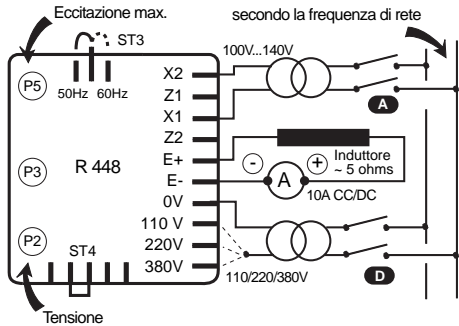 Eccitazione max.
secondo la frequenza di rete
ST3
100V...140V
X2
P5
50Hz 60Hz
Z1
X1
A
Z2
P3
R 448
E+
- +
Induttore
~ 5 ohms
E-
A
10A CC/DC
0V
110 V
P2
ST4
220V
380V
110/220/380V
D
Tensione